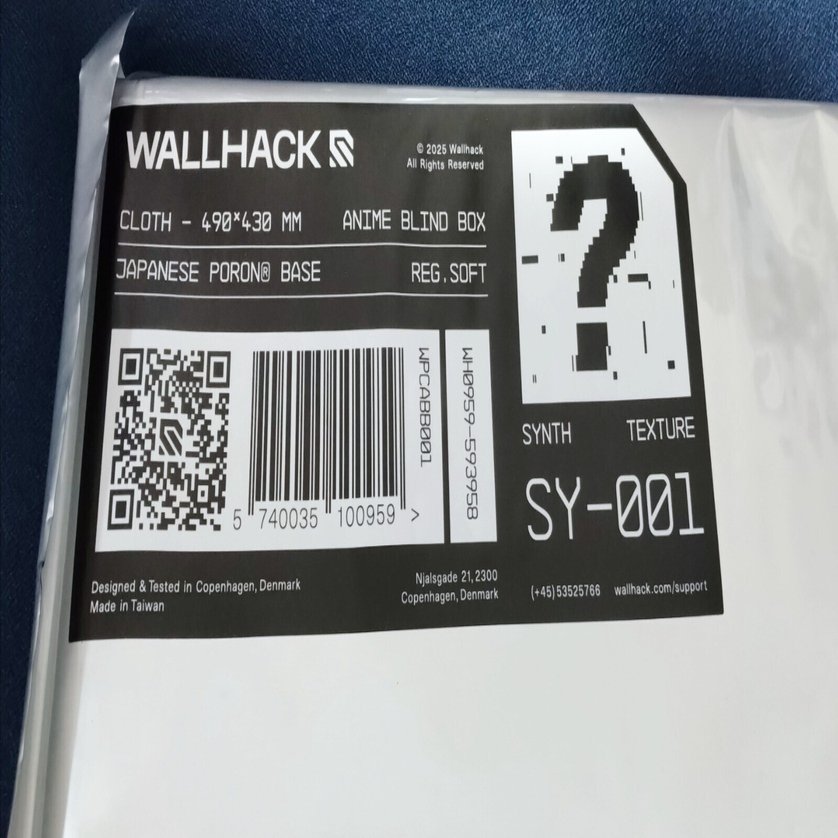 WALLHACK
© 2025 Wallhack
All Rights Reserved
CLOTH - 490*430 MM ANIME BLIND BOX
JAPANESE PORON® BASE REG.SOFT
?
WPCABB001
WH0959-593958
5 740035 100959 >
SYNTH TEXTURE
SY-001
Designed & Tested in Copenhagen, Denmark
Made in Taiwan
Njalsgade 21, 2300
Copenhagen, Denmark
(+45) 53525766 wallhack.com/support